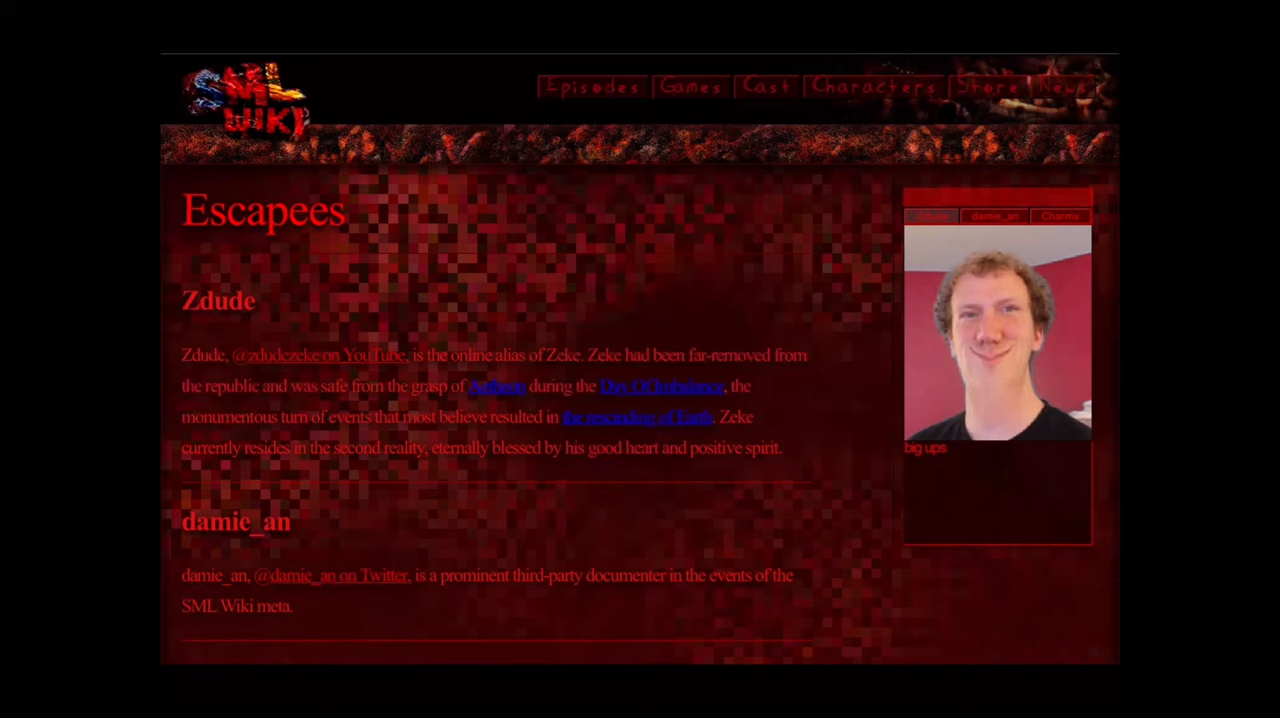 SML
WIKI
Episodes Games Cast Characters Store News
Escapees
Zdude damie_an Charmx
Zdude
Zdude, @zdudezeke on YouTube, is the online alias of Zeke. Zeke had been far-removed from
the republic and was safe from the grasp of Aetheon during the Day Of Imbulance, the
monumentous turn of events that most believe resulted in the rescinding of Earth. Zeke
currently resides in the second reality, eternally blessed by his good heart and positive spirit.
big ups
damie_an
damie_an, @damie_an on Twitter, is a prominent third-party documenter in the events of the
SML Wiki meta.